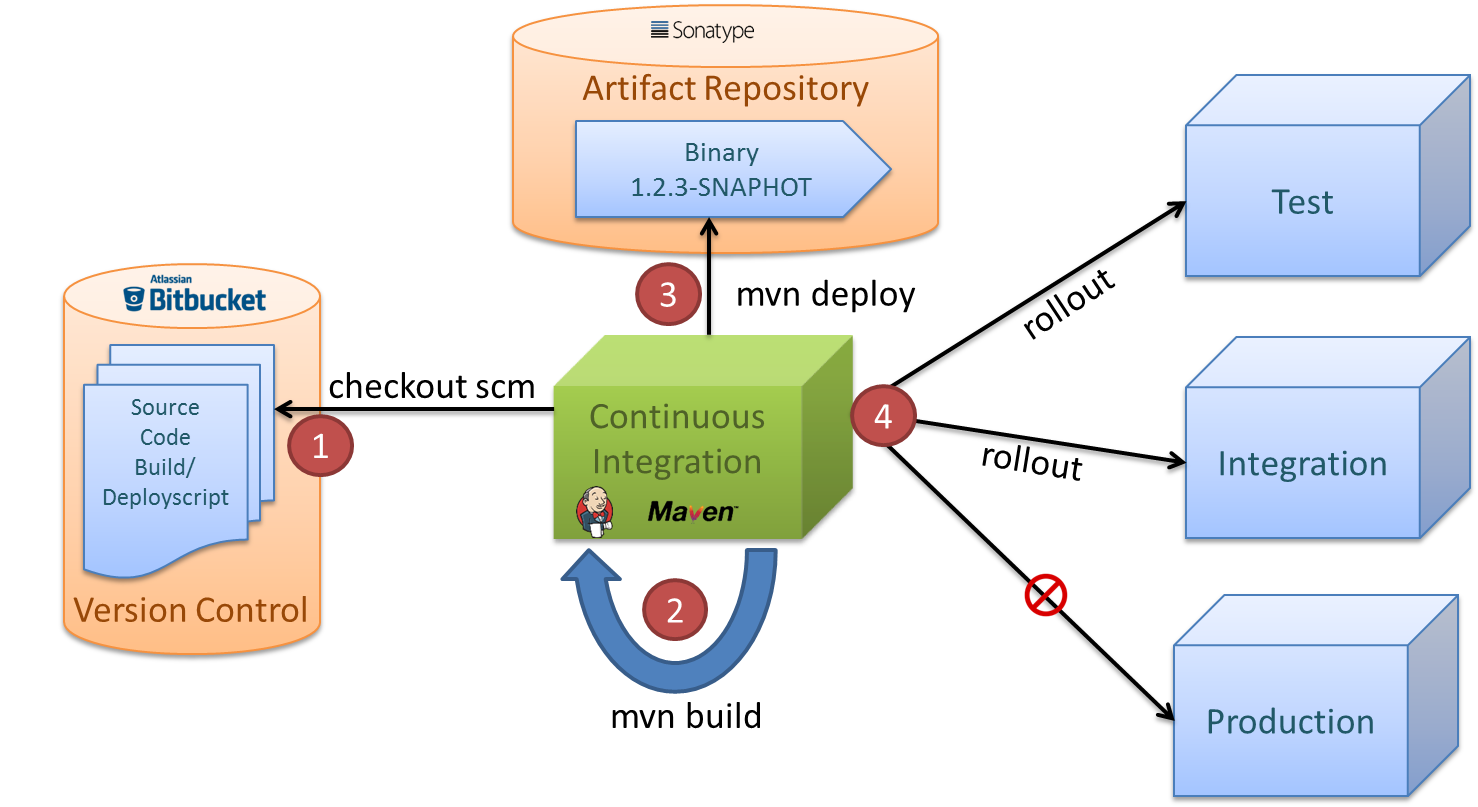 Sonatype
Artifact Repository
Binary
1.2.3-SNAPHOT
Test
3
mvn deploy
rollout
Atlassian
Bitbucket
checkout scm
1
Source
Code
Build/
Deployscript
Version Control
Continuous
Integration
Maven™
4
rollout
Integration
2
mvn build
Production